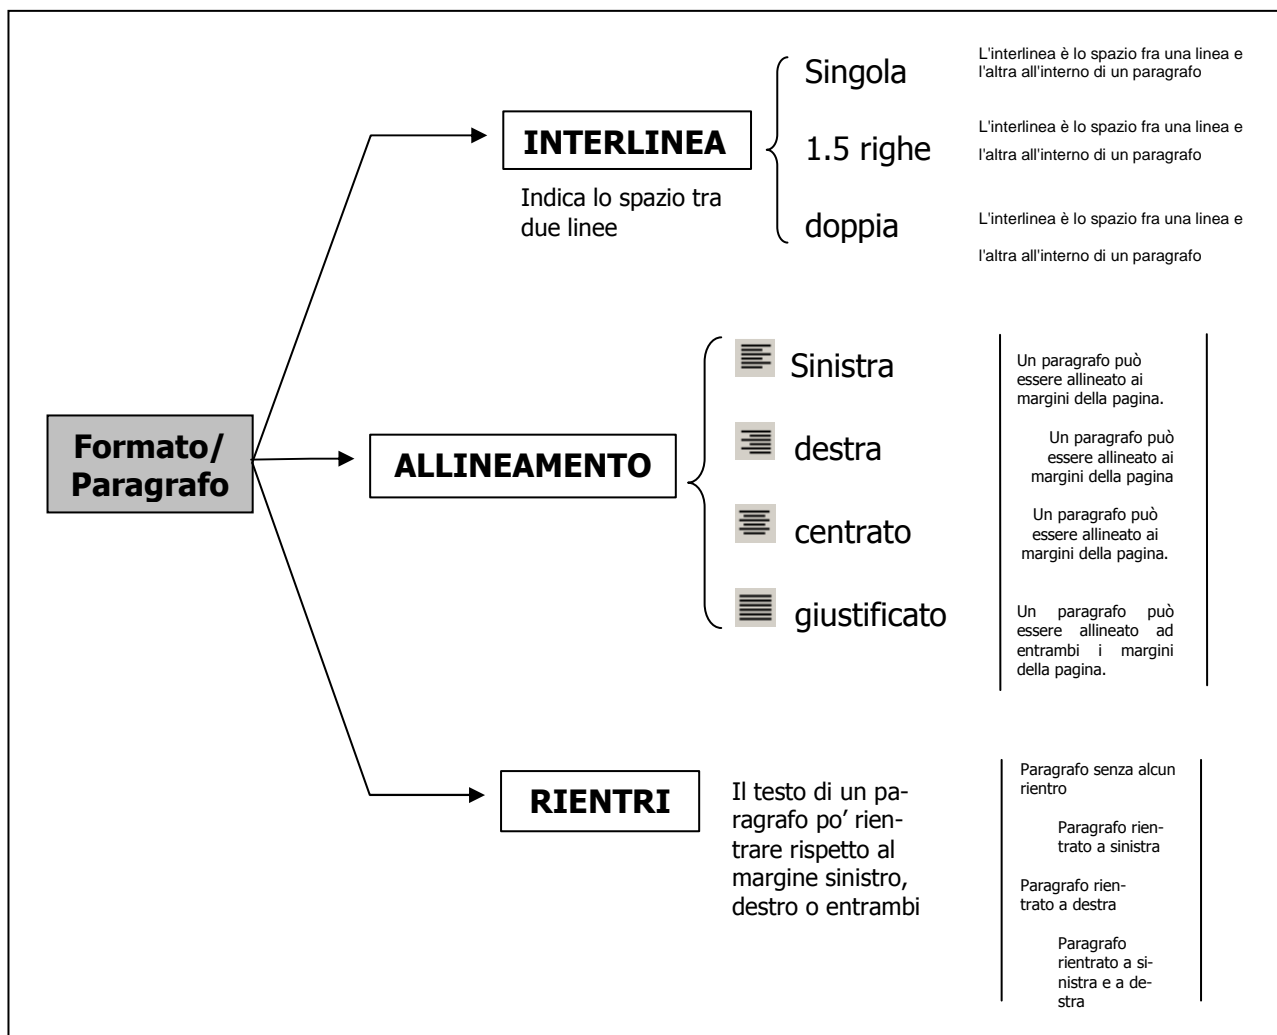 Formato/
Paragrafo
INTERLINEA
Indica lo spazio tra
due linee
Singola
L'interlinea è lo spazio fra una linea e
l'altra all'interno di un paragrafo
1.5 righe
L'interlinea è lo spazio fra una linea e
l'altra all'interno di un paragrafo
doppia
L'interlinea è lo spazio fra una linea e
l'altra all'interno di un paragrafo
ALLINEAMENTO
Sinistra
Un paragrafo può
essere allineato ai
margini della pagina.
destra
Un paragrafo può
essere allineato ai
margini della pagina
centrato
Un paragrafo può
essere allineato ai
margini della pagina.
giustificato
Un paragrafo può
essere allineato ad
entrambi i margini
della pagina.
RIENTRI
Il testo di un pa-
ragrafo po' rien-
trare rispetto al
margine sinistro,
destro o entrambi
Paragrafo senza alcun
rientro
Paragrafo rien-
trato a sinistra
Paragrafo rien-
trato a destra
Paragrafo
rientrato a si-
nistra e a de-
stra